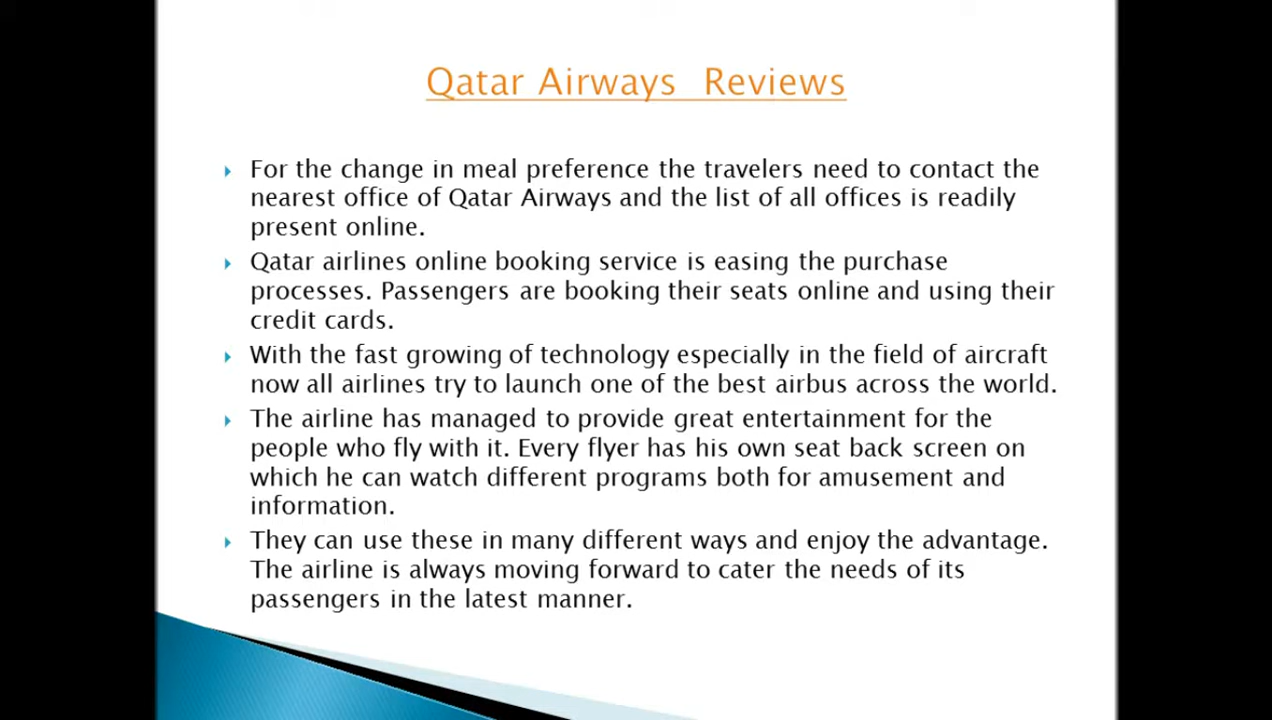 Qatar Airways  Reviews
For the change in meal preference the travelers need to contact the
nearest office of Qatar Airways and the list of all offices is readily
present online.
Qatar airlines online booking service is easing the purchase
processes. Passengers are booking their seats online and using their
credit cards.
With the fast growing of technology especially in the field of aircraft
now all airlines try to launch one of the best airbus across the world.
The airline has managed to provide great entertainment for the
people who fly with it. Every flyer has his own seat back screen on
which he can watch different programs both for amusement and
information.
They can use these in many different ways and enjoy the advantage.
The airline is always moving forward to cater the needs of its
passengers in the latest manner.